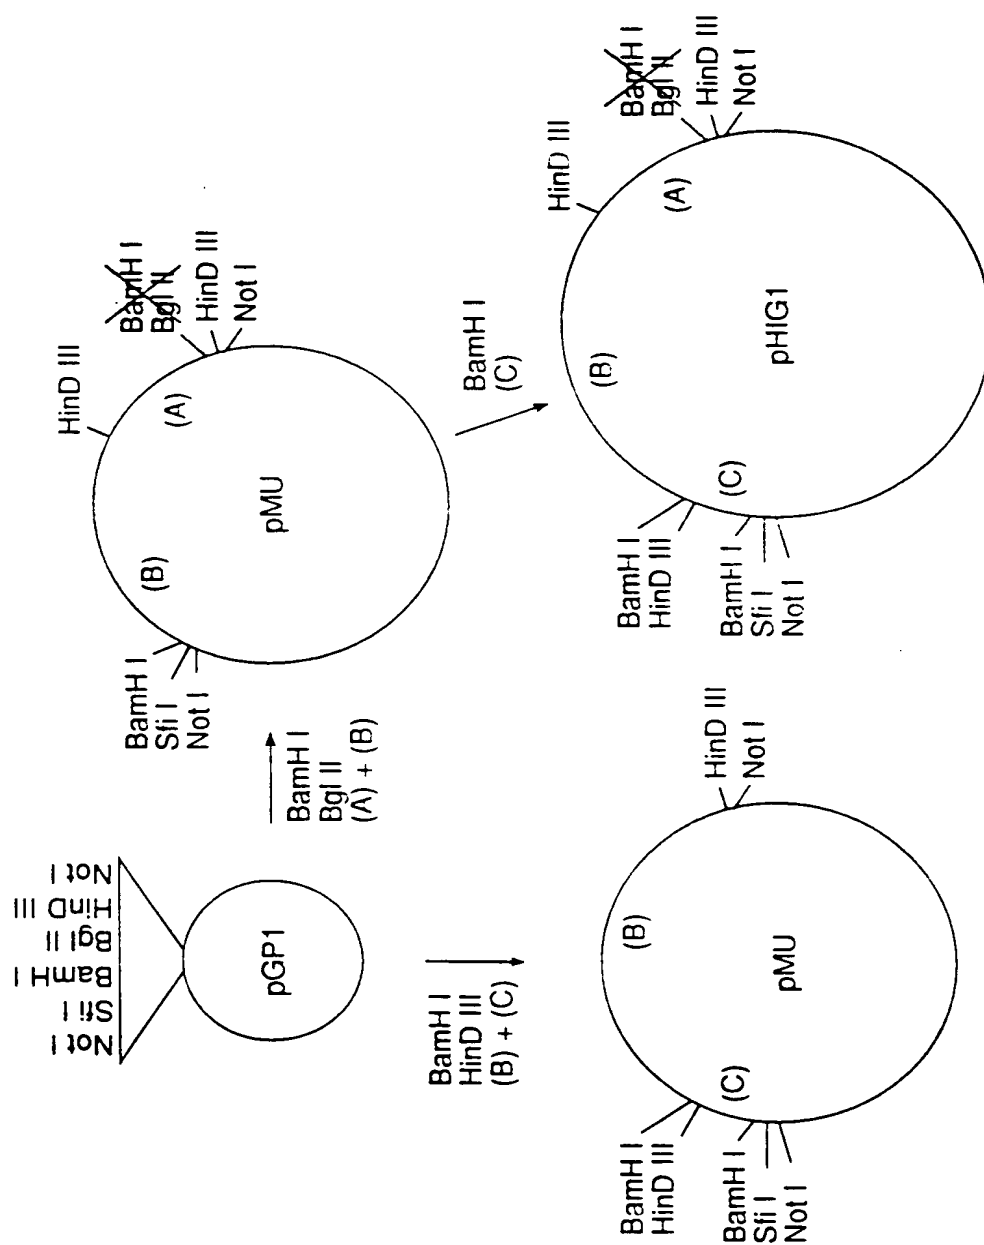 Not I
Sfi I
BamH I
Bgl II
HinD III
Not I
pGP1
BamH I
Bgl II
(A) + (B)
BamH I
Sfi I
Not I
(B)
HinD III
(A)
BamH I
Bgl II
HinD III
Not I
pMU
BamH I
HinD III
(B) + (C)
BamH I
(C)
BamH I
HinD III
BamH I
Sfi I
Not I
(C)
(B)
HinD III
Not I
pMU
BamH I
HinD III
BamH I
Sfi I
Not I
(C)
(B)
HinD III
(A)
BamH I
Bgl II
HinD III
Not I
pHIG1